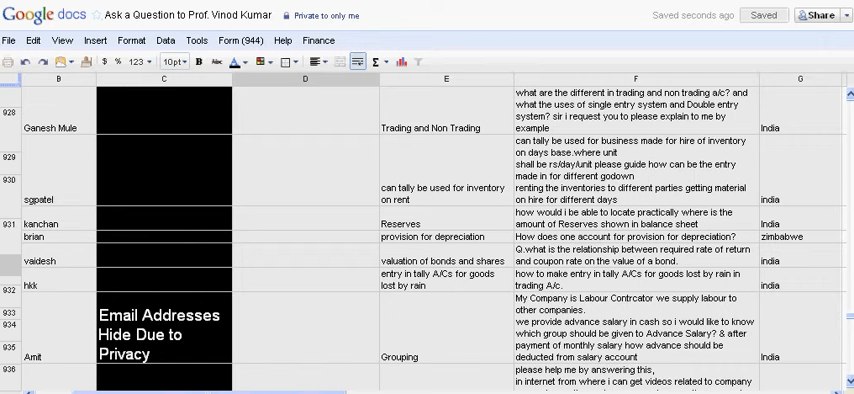 Google docs
Ask a Question to Prof. Vinod Kumar
Private to only me
Saved seconds ago
Saved
Share
File Edit View Insert Format Data Tools Form (944) Help Finance
$ % 123 10pt B Abc A Σ
B C D E F G
928
Ganesh Mule
Trading and Non Trading
what are the different in trading and non trading a/c? and
what the uses of single entry system and Double entry
system? sir i request you to please explain to me by
example
India
929
930
sgpatel
can tally be used for inventory
on rent
can tally be used for business made for hire of inventory
on days base.where unit
shall be rs/day/unit please guide how can be the entry
made in for different godown
renting the inventories to different parties getting material
on hire for different days
india
931
kanchan
Reserves
how would i be able to locate practically where is the
amount of Reserves shown in balance sheet
India
brian
provision for depreciation
How does one account for provision for depreciation?
zimbabwe
vaidesh
valuation of bonds and shares
Q.what is the relationship between required rate of return
and coupon rate on the value of a bond.
india
932
hkk
entry in tally A/Cs for goods
lost by rain
how to make entry in tally A/Cs for goods lost by rain in
trading A/c.
india
933
934
935
Amit
Email Addresses
Hide Due to
Privacy
Grouping
My Company is Labour Contrcator we supply labour to
other companies.
we provide advance salary in cash so i would like to know
which group should be given to Advance Salary? & after
payment of monthly salary how advance should be
deducted from salary account
India
936
please help me by answering this,
in internet from where i can get videos related to company